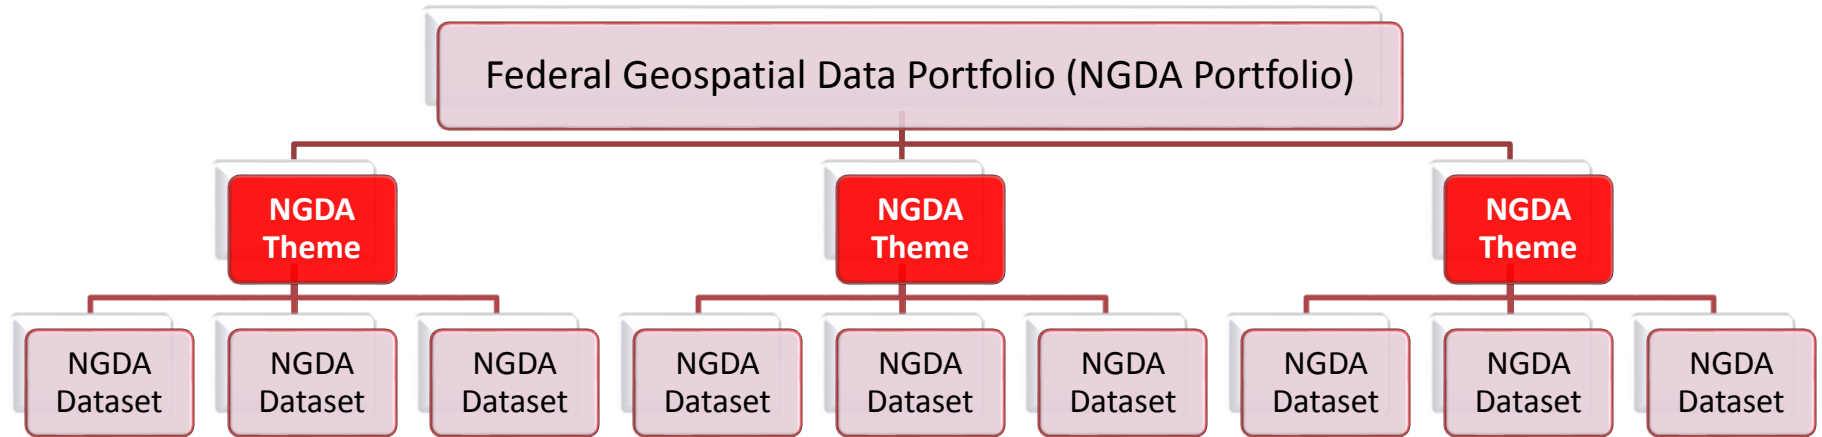 Federal Geospatial Data Portfolio (NGDA Portfolio)
NGDA
Theme
NGDA
Theme
NGDA
Theme
NGDA
Dataset
NGDA
Dataset
NGDA
Dataset
NGDA
Dataset
NGDA
Dataset
NGDA
Dataset
NGDA
Dataset
NGDA
Dataset
NGDA
Dataset